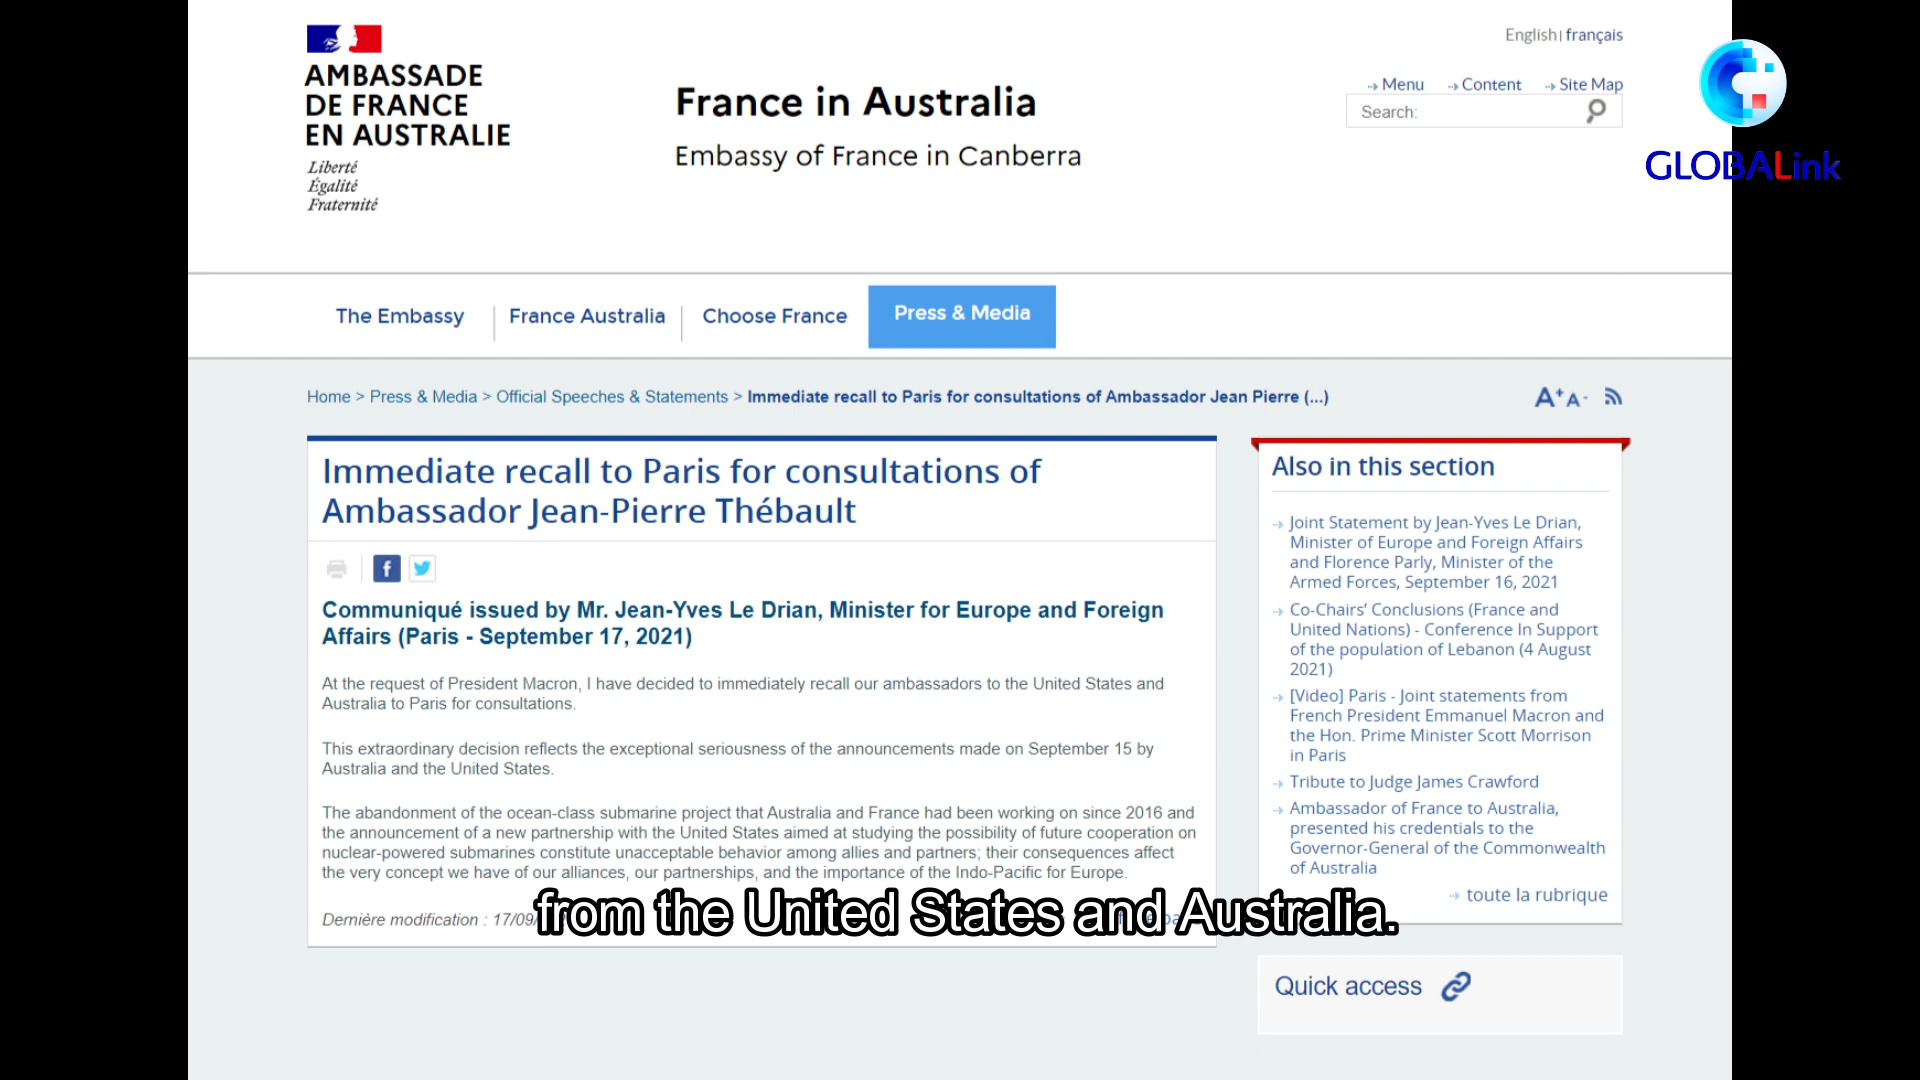 AMBASSADE
DE FRANCE
EN AUSTRALIE
Liberté
Égalité
Fraternité
France in Australia
Embassy of France in Canberra
English | français
Menu Content Site Map
Search:
GLOBALink
The Embassy
France Australia
Choose France
Press & Media
Home > Press & Media > Official Speeches & Statements > Immediate recall to Paris for consultations of Ambassador Jean Pierre (...)
A+ A-
Immediate recall to Paris for consultations of
Ambassador Jean-Pierre Thébault
Communiqué issued by Mr. Jean-Yves Le Drian, Minister for Europe and Foreign
Affairs (Paris - September 17, 2021)
At the request of President Macron, I have decided to immediately recall our ambassadors to the United States and
Australia to Paris for consultations.
This extraordinary decision reflects the exceptional seriousness of the announcements made on September 15 by
Australia and the United States.
The abandonment of the ocean-class submarine project that Australia and France had been working on since 2016 and
the announcement of a new partnership with the United States aimed at studying the possibility of future cooperation on
nuclear-powered submarines constitute unacceptable behavior among allies and partners; their consequences affect
the very concept we have of our alliances, our partnerships, and the importance of the Indo-Pacific for Europe.
Dernière modification : 17/09/
from the United States and Australia.
Also in this section
Joint Statement by Jean-Yves Le Drian,
Minister of Europe and Foreign Affairs
and Florence Parly, Minister of the
Armed Forces, September 16, 2021
Co-Chairs’ Conclusions (France and
United Nations) - Conference In Support
of the population of Lebanon (4 August
2021)
[Video] Paris - Joint statements from
French President Emmanuel Macron and
the Hon. Prime Minister Scott Morrison
in Paris
Tribute to Judge James Crawford
Ambassador of France to Australia,
presented his credentials to the
Governor-General of the Commonwealth
of Australia
toute la rubrique
Quick access